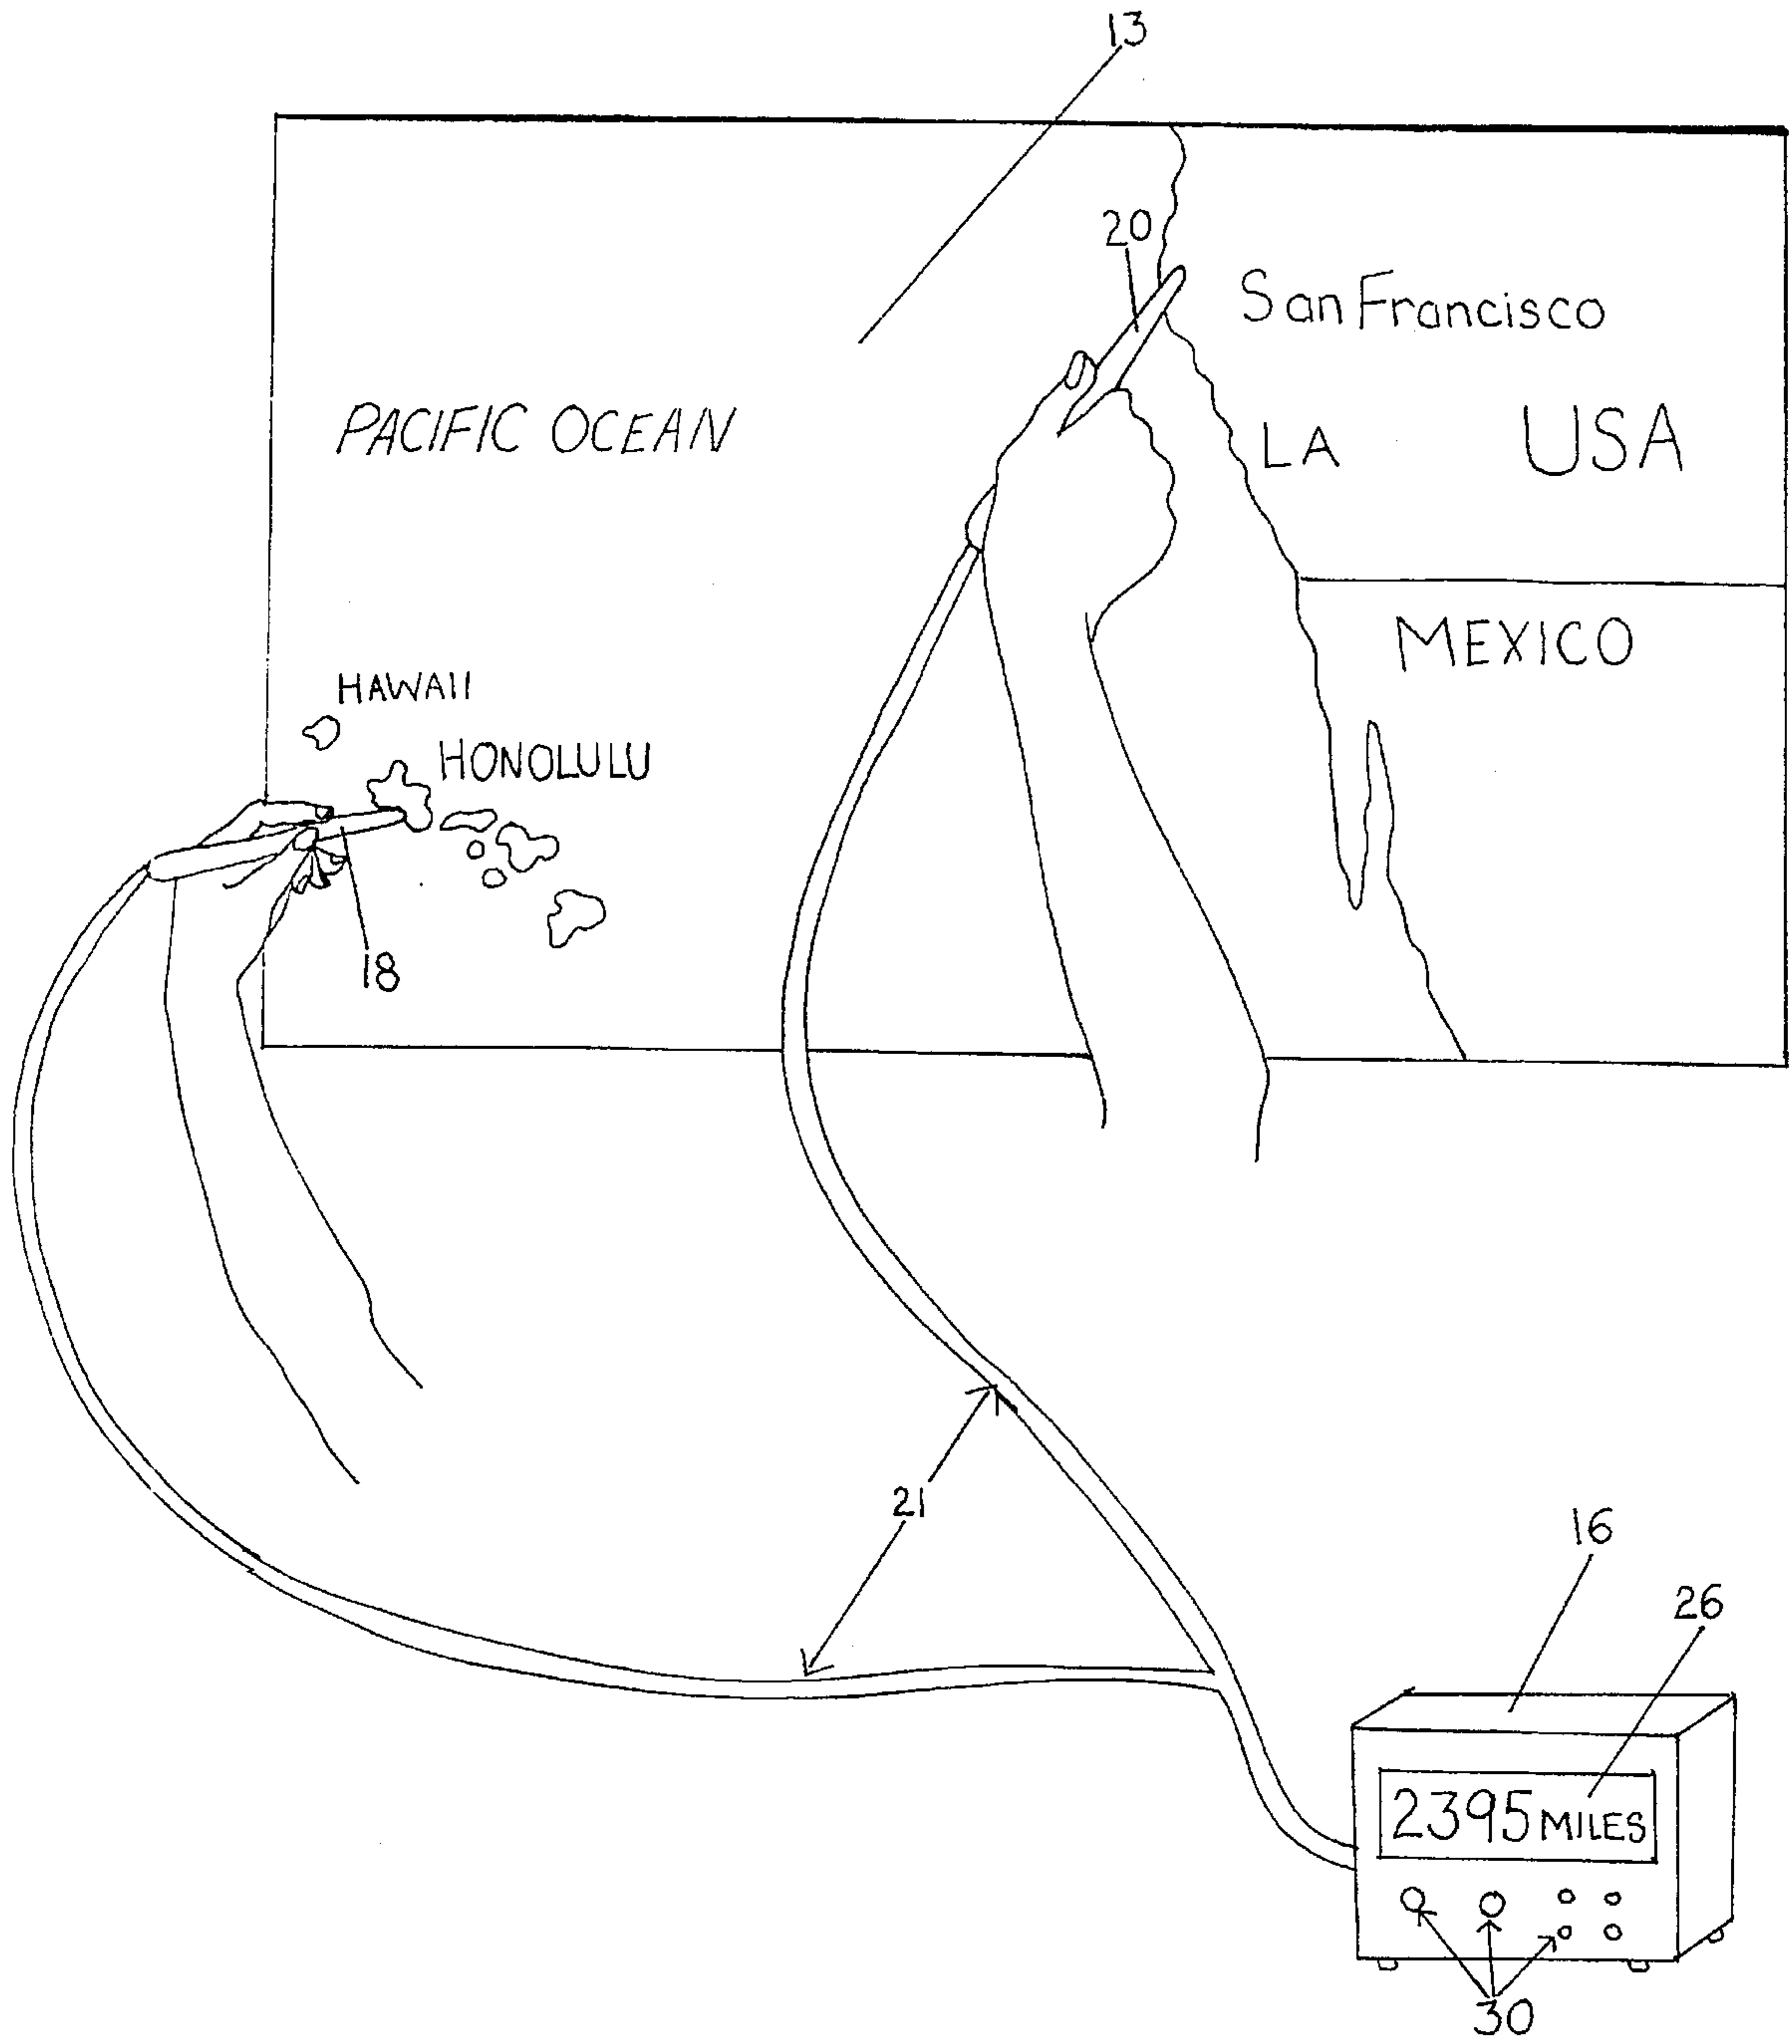 13
20
San Francisco
PACIFIC OCEAN
LA
USA
MEXICO
HAWAII
HONOLULU
18
21
16
26
2395 MILES
30